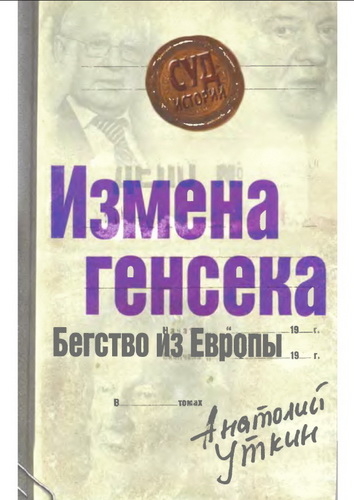 СУД
ИСТОРИИ
Измена
генсека
19 г.
Бегство из Европы
19 г.
В томах
Анатолий
Уткин